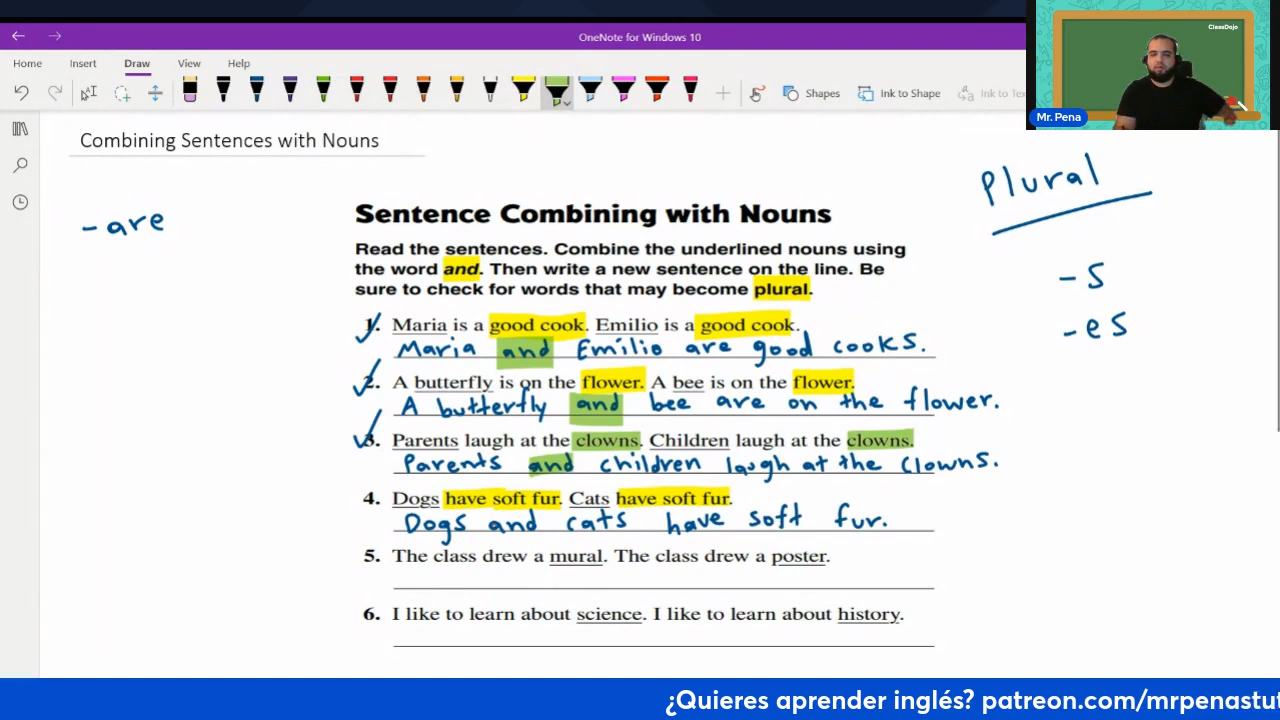 OneNote for Windows 10
Home Insert Draw View Help
Shapes Ink to Shape Ink to
ClassDojo
Mr. Pena
Combining Sentences with Nouns
Plural
-are
-s
-es
Sentence Combining with Nouns
Read the sentences. Combine the underlined nouns using
the word and. Then write a new sentence on the line. Be
sure to check for words that may become plural.
1. Maria is a good cook. Emilio is a good cook.
Maria and Emilio are good cooks.
2. A butterfly is on the flower. A bee is on the flower.
A butterfly and bee are on the flower.
3. Parents laugh at the clowns. Children laugh at the clowns.
Parents and children laugh at the clowns.
4. Dogs have soft fur. Cats have soft fur.
Dogs and cats have soft fur.
5. The class drew a mural. The class drew a poster.
6. I like to learn about science. I like to learn about history.
¿Quieres aprender inglés? patreon.com/mrpenastu